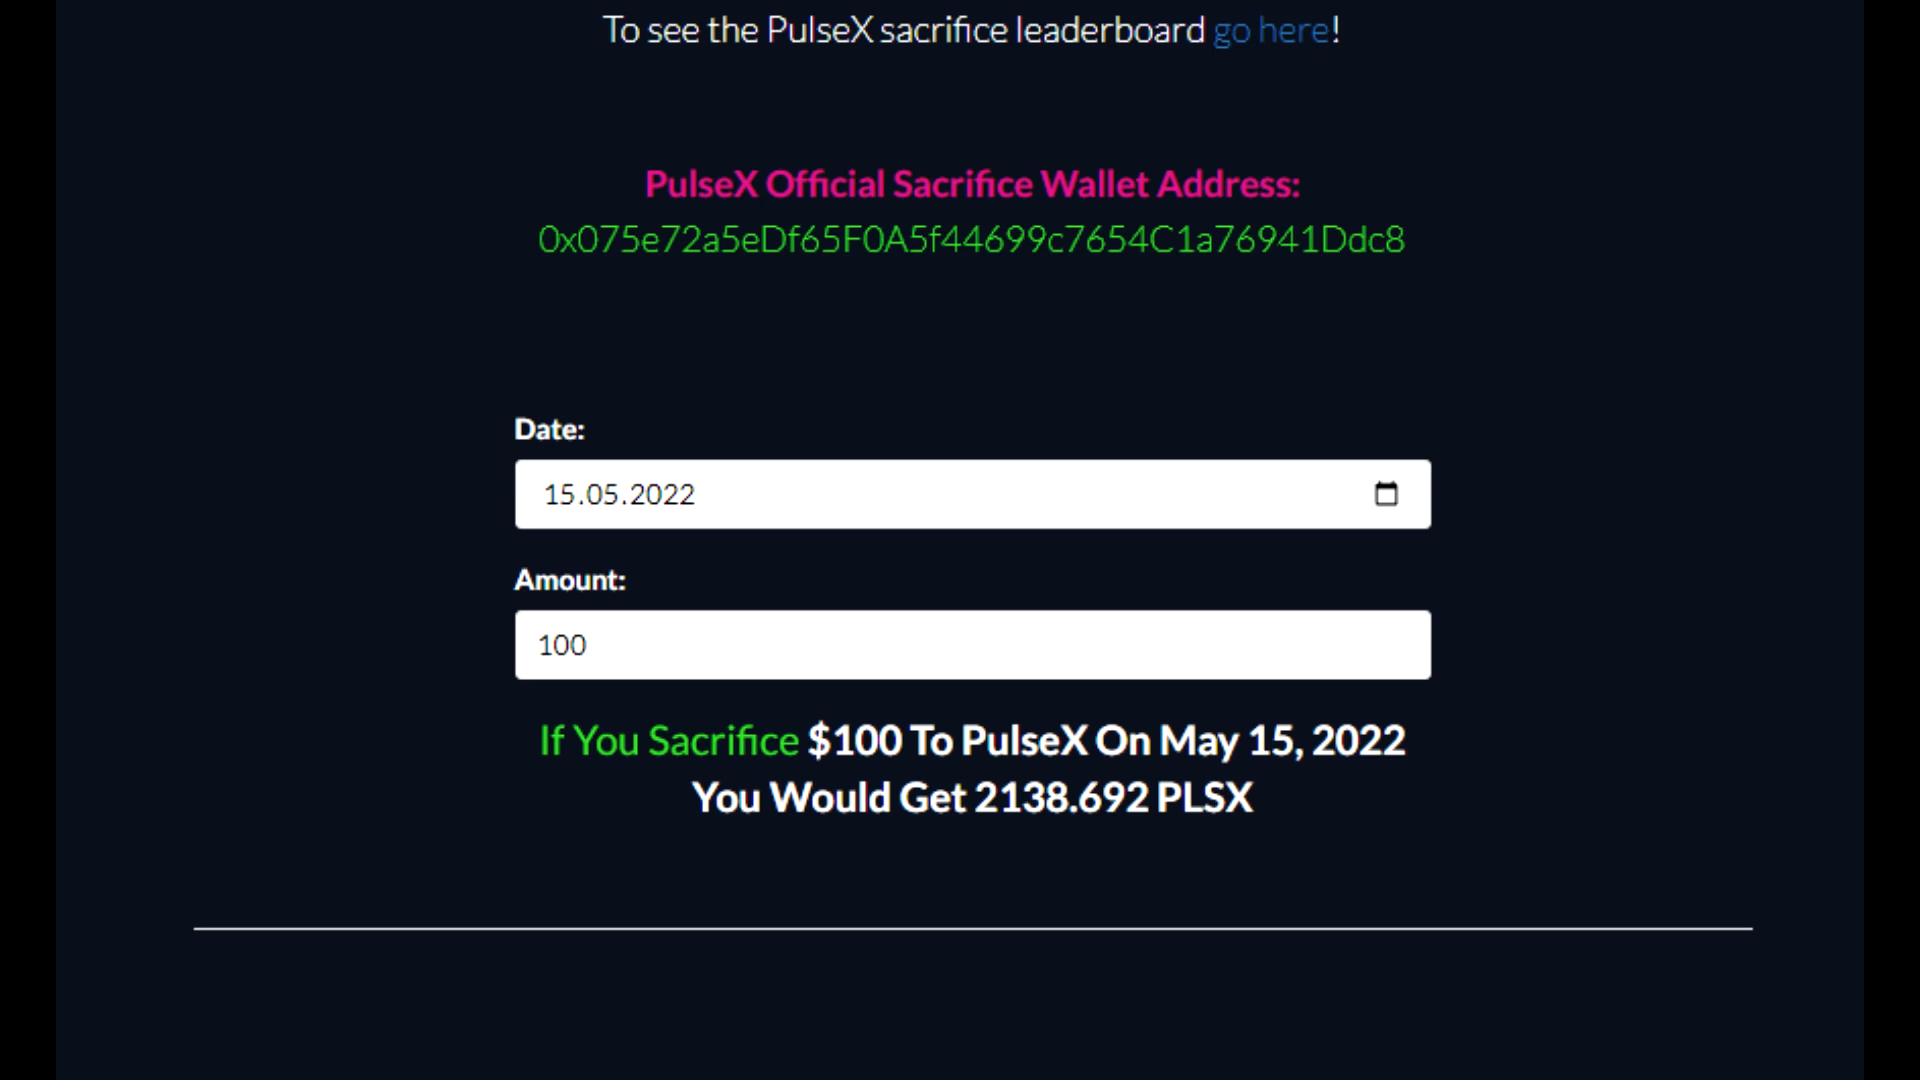 To see the PulseX sacrifice leaderboard go here!
PulseX Official Sacrifice Wallet Address:
0x075e72a5eDf65F0A5f44699c7654C1a76941Ddc8
Date:
15.05.2022
Amount:
100
If You Sacrifice $100 To PulseX On May 15, 2022
You Would Get 2138.692 PLSX